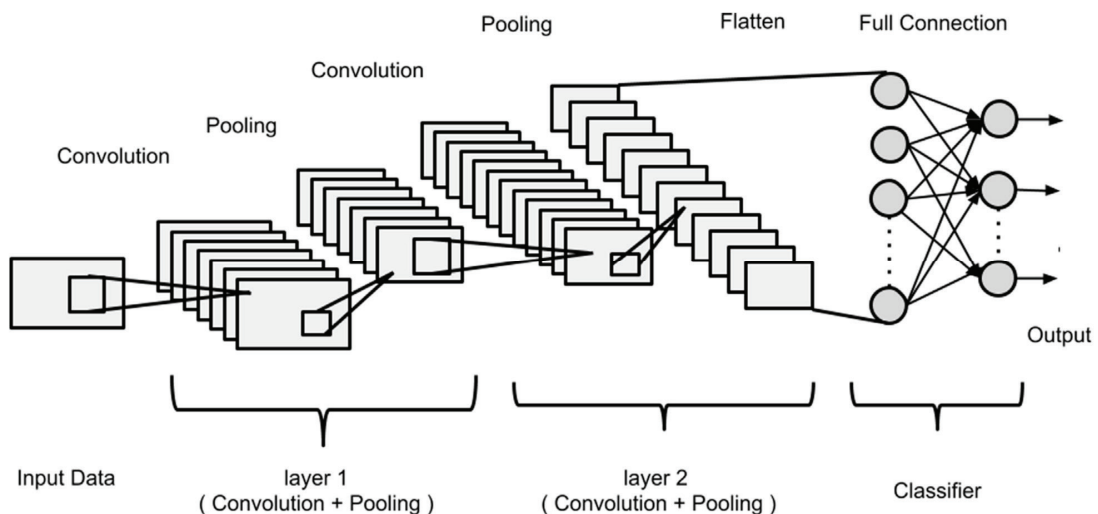 Pooling
Flatten
Full Connection
Convolution
Pooling
Convolution
Output
Input Data
layer 1
( Convolution + Pooling )
layer 2
( Convolution + Pooling )
Classifier